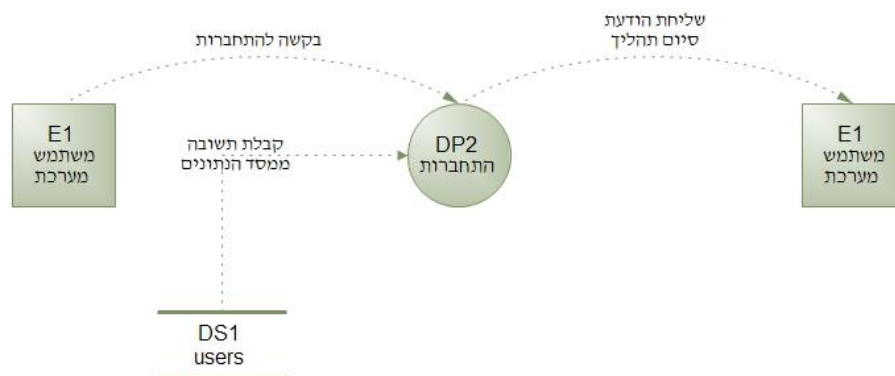 בקשה להתחברות
שליחת הודעת
סיום תהליך
E1
משתמש
מערכת
קבלת תשובה
ממסד הנתונים
DP2
התחברות
E1
משתמש
מערכת
DS1
users